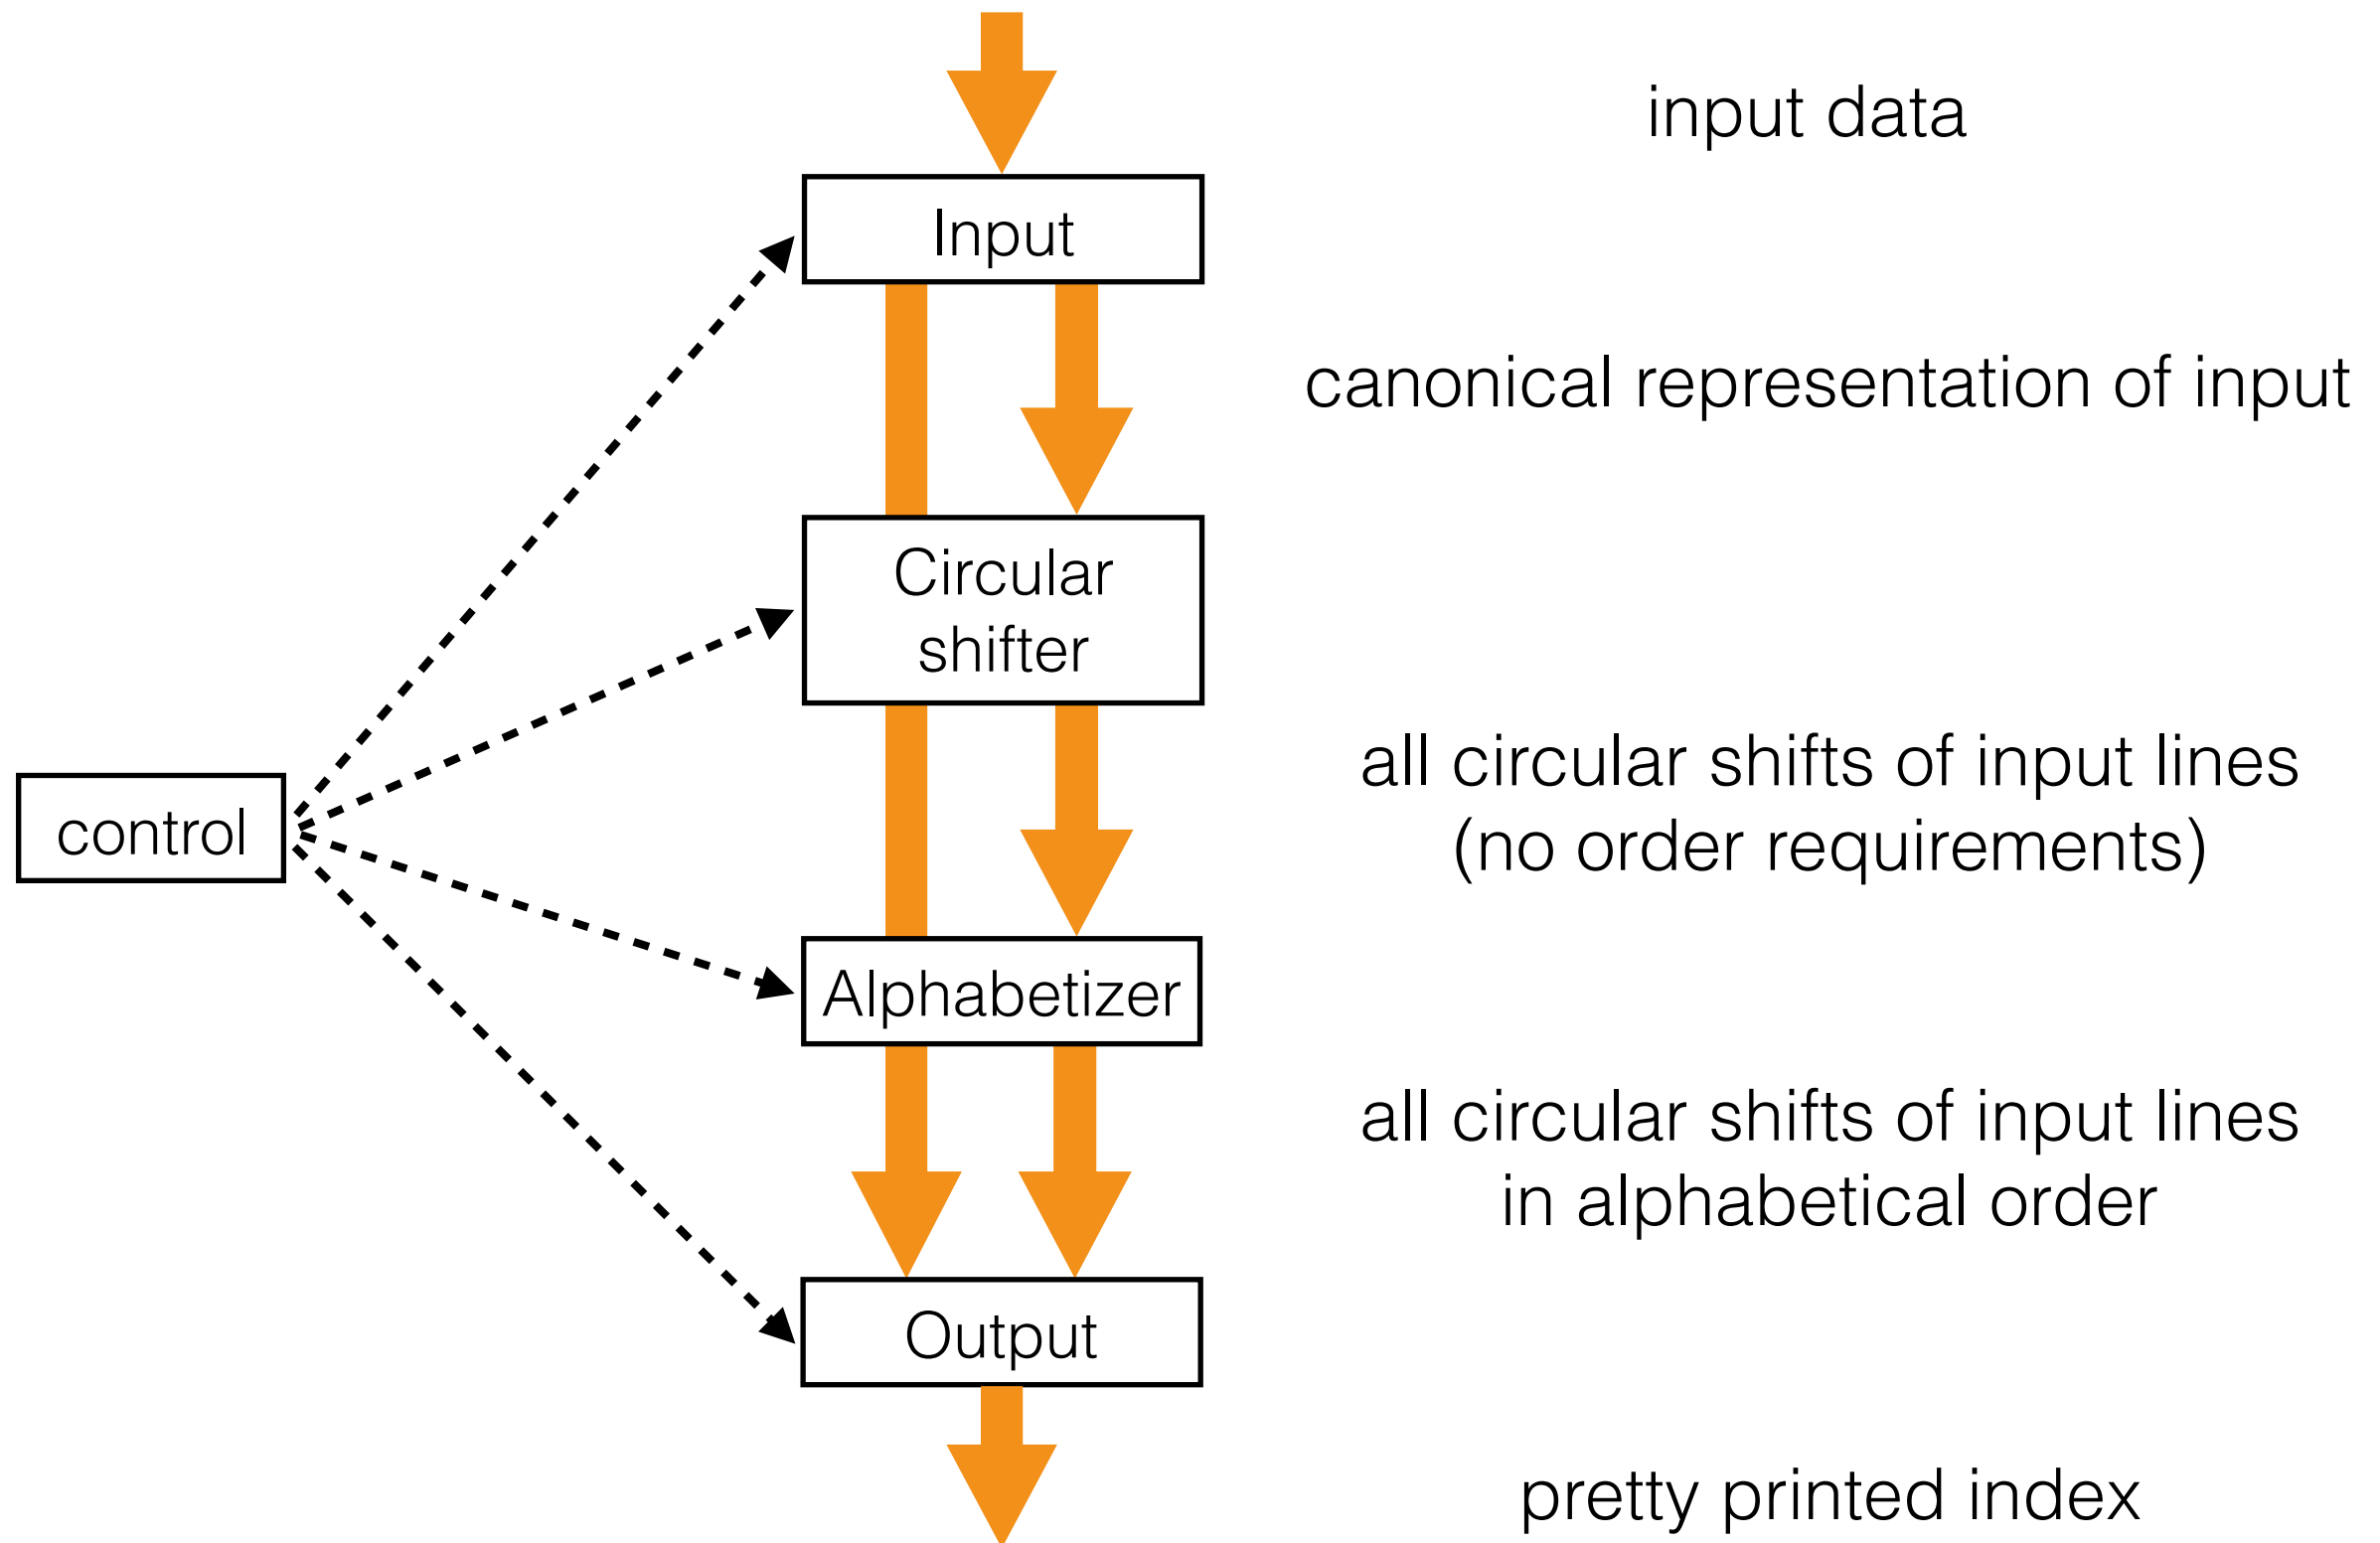 input data
Input
canonical representation of input
Circular
shifter
all circular shifts of input lines
(no order requirements)
control
Alphabetizer
all circular shifts of input lines
in alphabetical order
Output
pretty printed index